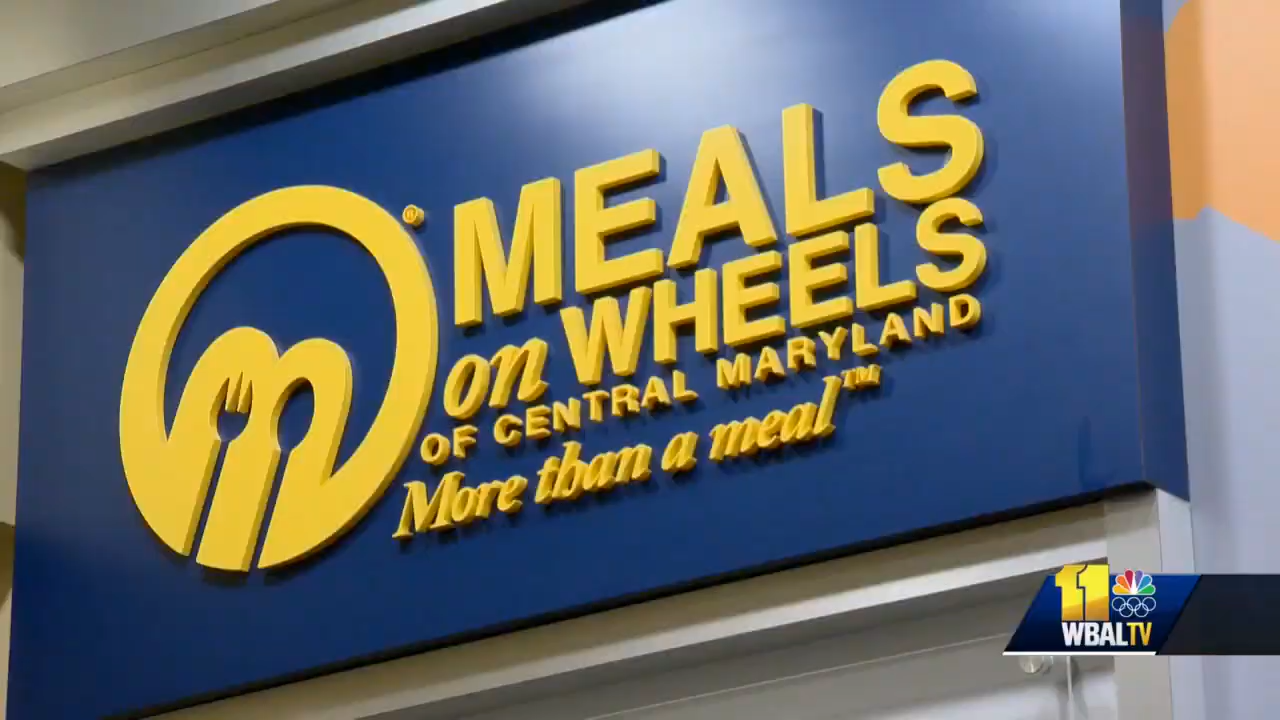 MEALS
on WHEELS
OF CENTRAL MARYLAND
More than a meal™
11
WBALTV